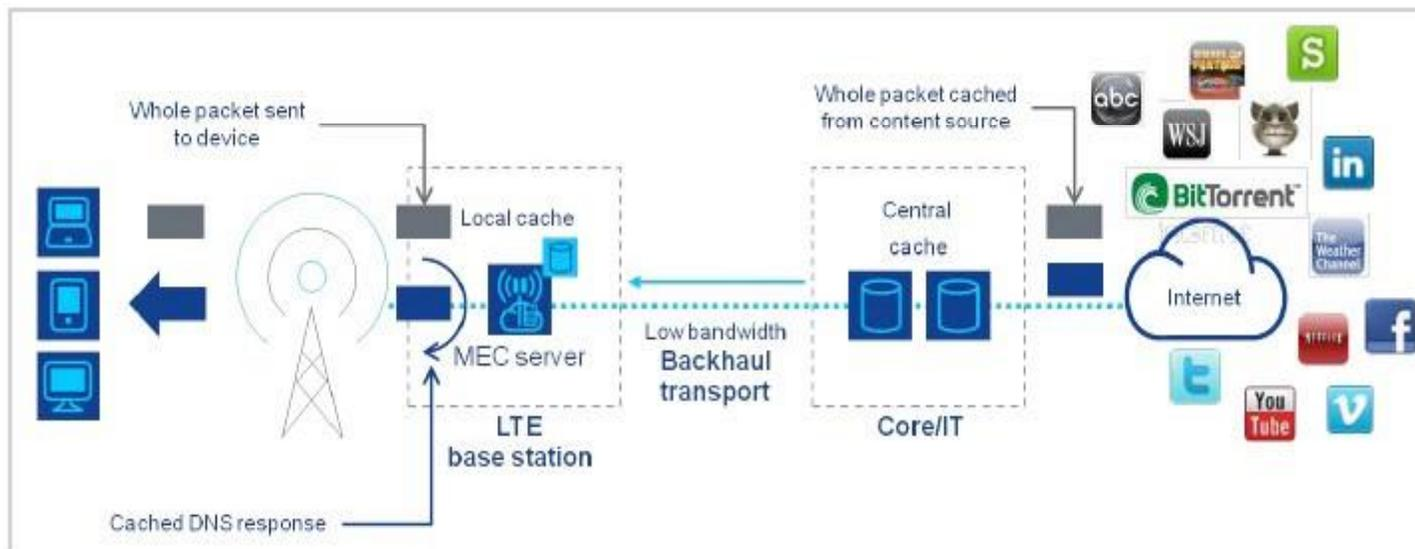 Whole packet sent
to device
Whole packet cached
from content source
abc
S
WSJ
in
BitTorrent™
Local cache
Central
cache
The
Weather
Channel
Internet
MEC server
Low bandwidth
Backhaul
transport
NETFLIX
f
t
You
Tube
V
LTE
base station
Core/IT
Cached DNS response